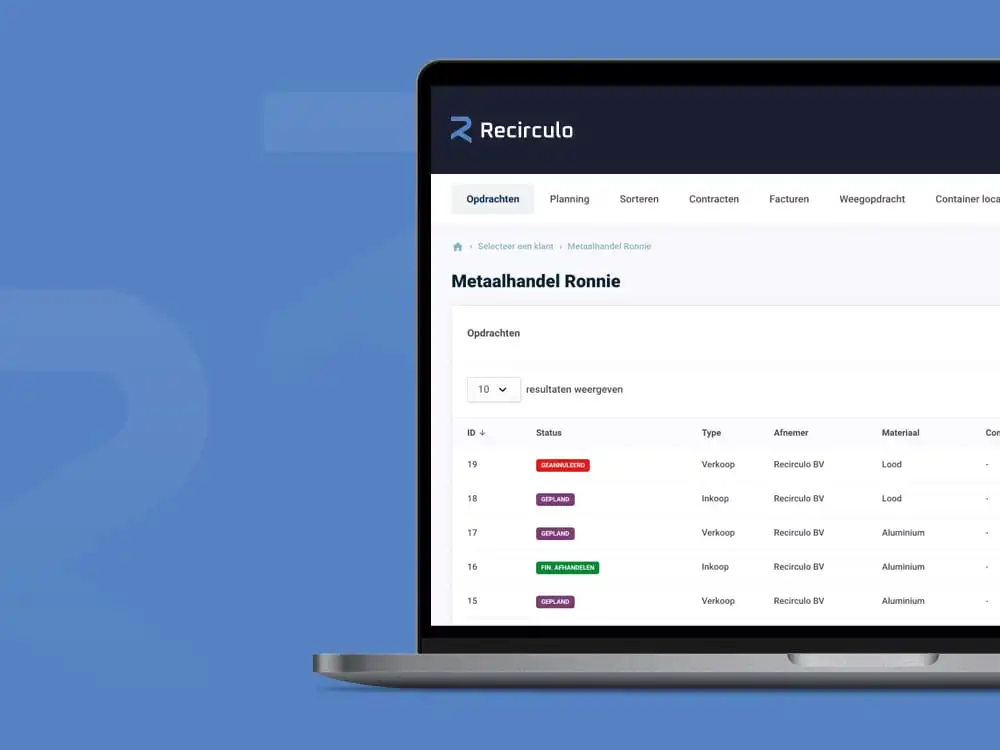 Recirculo
Opdrachten Planning Sorteren Contracten Facturen Weegopdracht Container loca
› Selecteer een klant › Metaalhandel Ronnie
Metaalhandel Ronnie
Opdrachten
10 resultaten weergeven
ID ↓ Status Type Afnemer Materiaal Con
19 GEANNULEERD Verkoop Recirculo BV Lood -
18 GEPLAND Inkoop Recirculo BV Lood -
17 GEPLAND Verkoop Recirculo BV Aluminium -
16 FIN. AFHANDELEN Inkoop Recirculo BV Aluminium -
15 GEPLAND Verkoop Recirculo BV Aluminium -